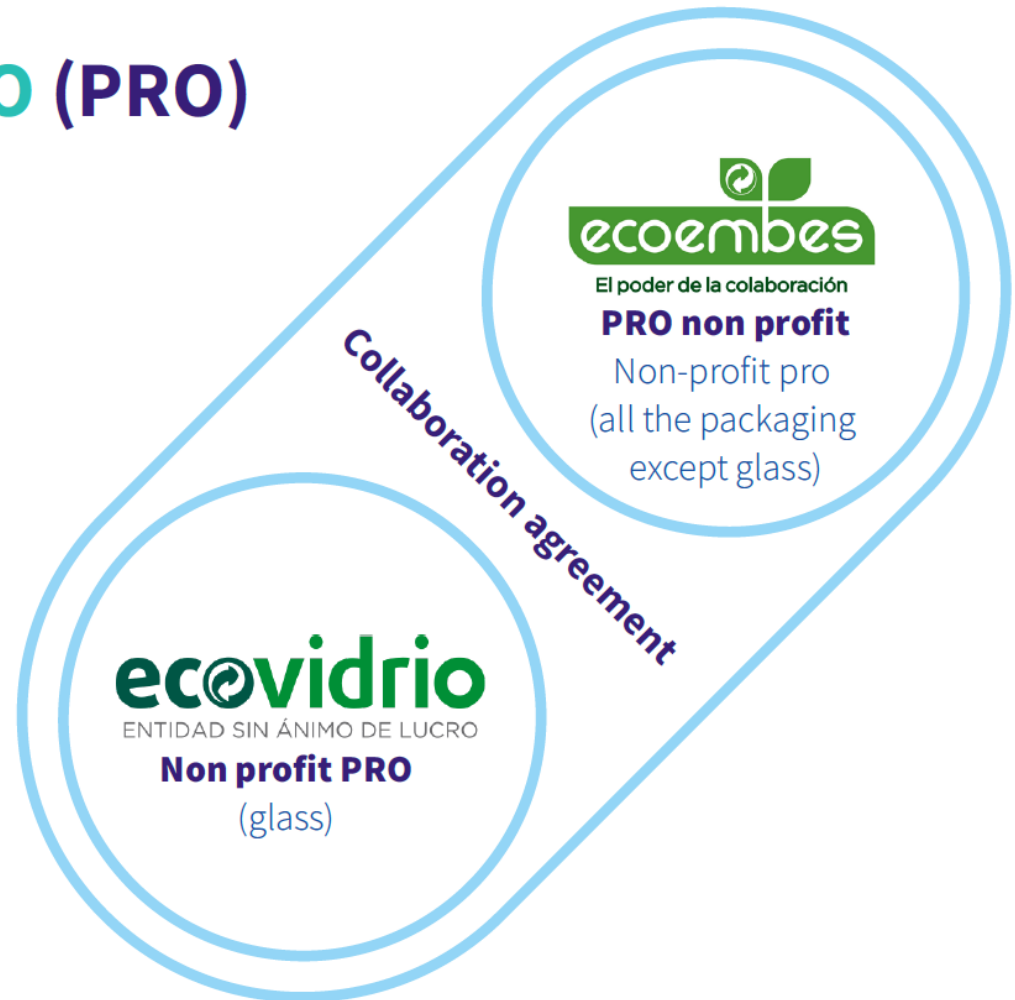 O (PRO)
ecoembes
El poder de la colaboración
PRO non profit
Non-profit pro
(all the packaging
except glass)
Collaboration agreement
ecovidrio
ENTIDAD SIN ÁNIMO DE LUCRO
Non profit PRO
(glass)